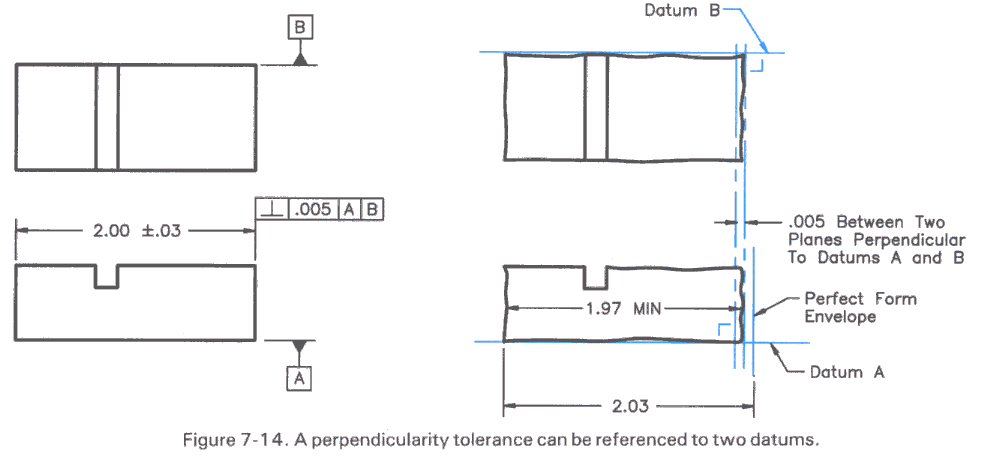 B
⊥ .005 A B
2.00 ±.03
A
Datum B
.005 Between Two
Planes Perpendicular
To Datums A and B
1.97 MIN
Perfect Form
Envelope
Datum A
2.03
Figure 7-14. A perpendicularity tolerance can be referenced to two datums.